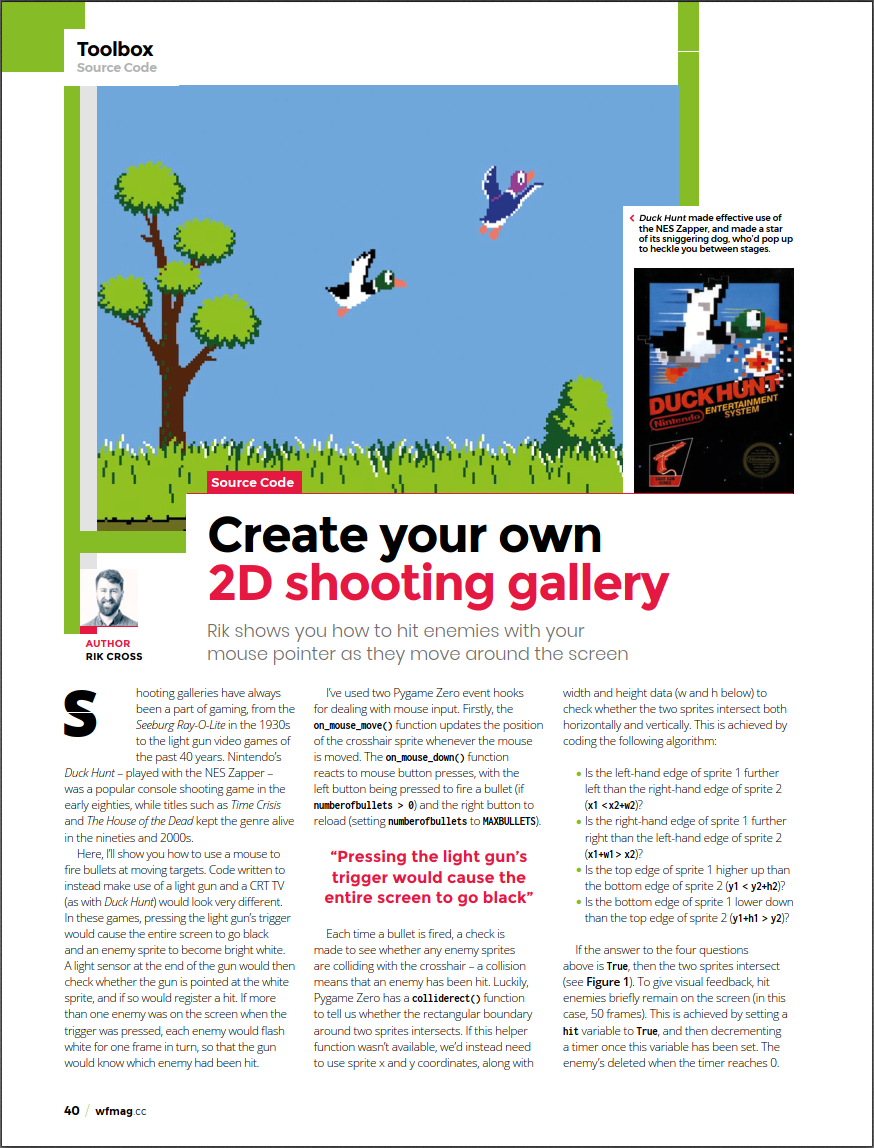 Toolbox
Source Code
‹ Duck Hunt made effective use of
the NES Zapper, and made a star
of its sniggering dog, who'd pop up
to heckle you between stages.
DUCK HUNT
Nintendo
ENTERTAINMENT
SYSTEM
Source Code
Create your own
2D shooting gallery
Rik shows you how to hit enemies with your
mouse pointer as they move around the screen
AUTHOR
RIK CROSS
Shooting galleries have always
been a part of gaming, from the
Seeburg Ray-O-Lite in the 1930s
to the light gun video games of
the past 40 years. Nintendo's
Duck Hunt – played with the NES Zapper –
was a popular console shooting game in the
early eighties, while titles such as Time Crisis
and The House of the Dead kept the genre alive
in the nineties and 2000s.
Here, I'll show you how to use a mouse to
fire bullets at moving targets. Code written to
instead make use of a light gun and a CRT TV
(as with Duck Hunt) would look very different.
In these games, pressing the light gun's trigger
would cause the entire screen to go black
and an enemy sprite to become bright white.
A light sensor at the end of the gun would then
check whether the gun is pointed at the white
sprite, and if so would register a hit. If more
than one enemy was on the screen when the
trigger was pressed, each enemy would flash
white for one frame in turn, so that the gun
would know which enemy had been hit.
I've used two Pygame Zero event hooks
for dealing with mouse input. Firstly, the
on_mouse_move() function updates the position
of the crosshair sprite whenever the mouse
is moved. The on_mouse_down() function
reacts to mouse button presses, with the
left button being pressed to fire a bullet (if
numberofbullets > 0) and the right button to
reload (setting numberofbullets to MAXBULLETS).
“Pressing the light gun's
trigger would cause the
entire screen to go black”
Each time a bullet is fired, a check is
made to see whether any enemy sprites
are colliding with the crosshair – a collision
means that an enemy has been hit. Luckily,
Pygame Zero has a colliderect() function
to tell us whether the rectangular boundary
around two sprites intersects. If this helper
function wasn't available, we'd instead need
to use sprite x and y coordinates, along with
width and height data (w and h below) to
check whether the two sprites intersect both
horizontally and vertically. This is achieved by
coding the following algorithm:
• Is the left-hand edge of sprite 1 further
left than the right-hand edge of sprite 2
(x1 < x2+w2)?
• Is the right-hand edge of sprite 1 further
right than the left-hand edge of sprite 2
(x1+w1 > x2)?
• Is the top edge of sprite 1 higher up than
the bottom edge of sprite 2 (y1 < y2+h2)?
• Is the bottom edge of sprite 1 lower down
than the top edge of sprite 2 (y1+h1 > y2)?
If the answer to the four questions
above is True, then the two sprites intersect
(see Figure 1). To give visual feedback, hit
enemies briefly remain on the screen (in this
case, 50 frames). This is achieved by setting a
hit variable to True, and then decrementing
a timer once this variable has been set. The
enemy's deleted when the timer reaches 0.
40 / wfmag.cc